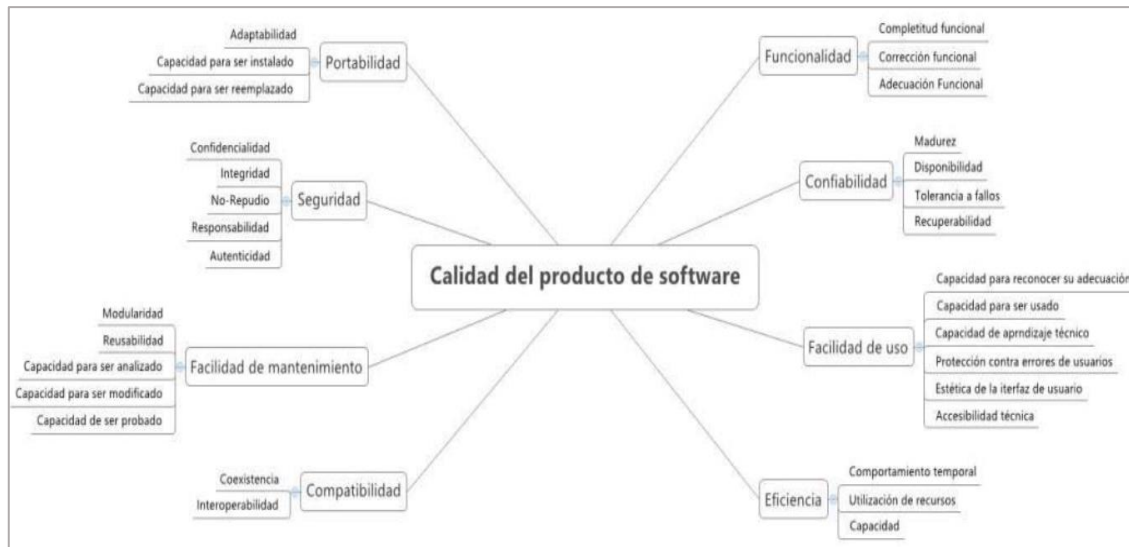 Calidad del producto de software
Portabilidad
Adaptabilidad
Capacidad para ser instalado
Capacidad para ser reemplazado
Seguridad
Confidencialidad
Integridad
No-Repudio
Responsabilidad
Autenticidad
Facilidad de mantenimiento
Modularidad
Reusabilidad
Capacidad para ser analizado
Capacidad para ser modificado
Capacidad de ser probado
Compatibilidad
Coexistencia
Interoperabilidad
Funcionalidad
Completitud funcional
Corrección funcional
Adecuación Funcional
Confiabilidad
Madurez
Disponibilidad
Tolerancia a fallos
Recuperabilidad
Facilidad de uso
Capacidad para reconocer su adecuación
Capacidad para ser usado
Capacidad de aprndizaje técnico
Protección contra errores de usuarios
Estética de la iterfaz de usuario
Accesibilidad técnica
Eficiencia
Comportamiento temporal
Utilización de recursos
Capacidad